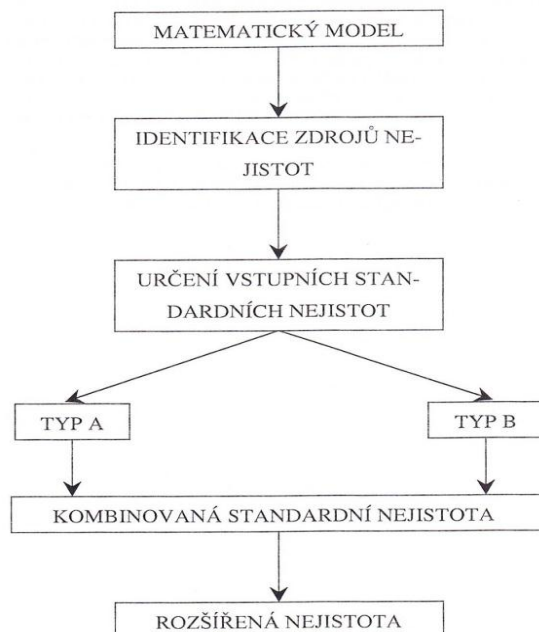 MATEMATICKÝ MODEL
IDENTIFIKACE ZDROJŮ NE-
JISTOT
URČENÍ VSTUPNÍCH STAN-
DARDNÍCH NEJISTOT
TYP A
TYP B
KOMBINOVANÁ STANDARDNÍ NEJISTOTA
ROZŠÍŘENÁ NEJISTOTA